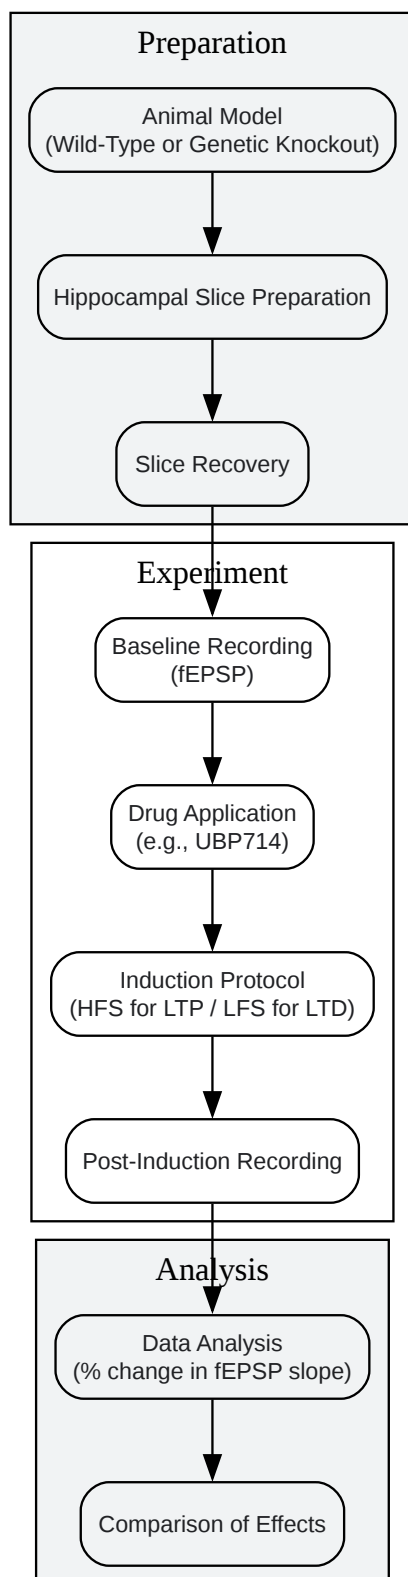 Preparation
Animal Model
(Wild-Type or Genetic Knockout)
Hippocampal Slice Preparation
Slice Recovery
Experiment
Baseline Recording
(fEPSP)
Drug Application
(e.g., UBP714)
Induction Protocol
(HFS for LTP / LFS for LTD)
Post-Induction Recording
Analysis
Data Analysis
(% change in fEPSP slope)
Comparison of Effects